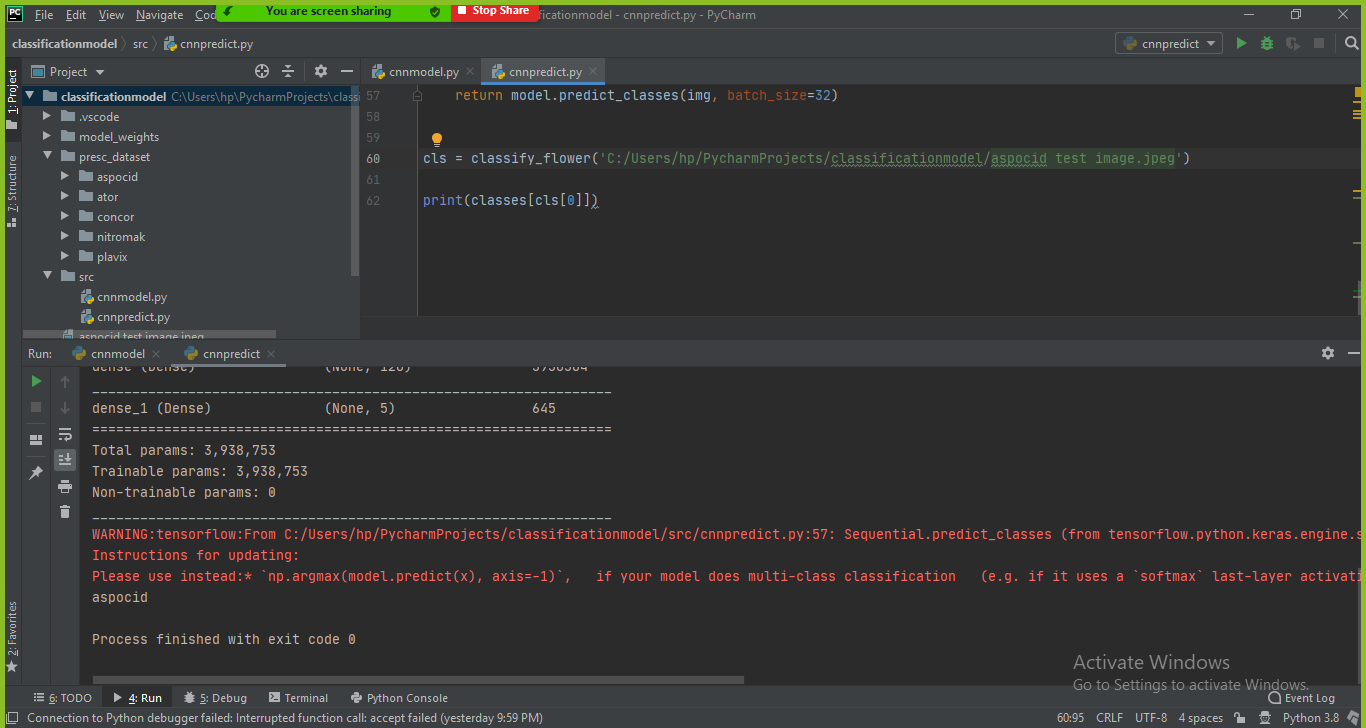 PC File Edit View Navigate Cod You are screen sharing Stop Share classificationmodel - cnnpredict.py - PyCharm
classificationmodel src cnnpredict.py cnnpredict
1: Project Project cnnmodel.py cnnpredict.py
classificationmodel C:\Users\hp\PycharmProjects\classi
.vscode
model_weights
presc_dataset
aspocid
ator
concor
nitromak
plavix
src
cnnmodel.py
cnnpredict.py
aspocid test image.jpeg
7: Structure
57 return model.predict_classes(img, batch_size=32)
58
59
60 cls = classify_flower('C:/Users/hp/PycharmProjects/classificationmodel/aspocid test image.jpeg')
61
62 print(classes[cls[0]])
Run: cnnmodel cnnpredict
dense (Dense) (None, 128) 3936384
_________________________________________________________________
dense_1 (Dense) (None, 5) 645
=================================================================
Total params: 3,938,753
Trainable params: 3,938,753
Non-trainable params: 0
_________________________________________________________________
WARNING:tensorflow:From C:/Users/hp/PycharmProjects/classificationmodel/src/cnnpredict.py:57: Sequential.predict_classes (from tensorflow.python.keras.engine.s
Instructions for updating:
Please use instead:* `np.argmax(model.predict(x), axis=-1)`,   if your model does multi-class classification   (e.g. if it uses a `softmax` last-layer activati
aspocid
Process finished with exit code 0
2: Favorites
Activate Windows
Go to Settings to activate Windows.
6: TODO 4: Run 5: Debug Terminal Python Console Event Log
Connection to Python debugger failed: Interrupted function call: accept failed (yesterday 9:59 PM) 60:95 CRLF UTF-8 4 spaces Python 3.8